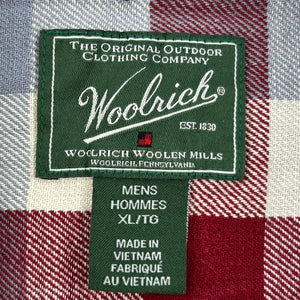 THE ORIGINAL OUTDOOR
CLOTHING COMPANY
Woolrich®
EST. 1830
WOOLRICH WOOLEN MILLS
WOOLRICH, PENNSYLVANIA
MENS
HOMMES
XL/TG
MADE IN
VIETNAM
FABRIQUÉ
AU VIETNAM